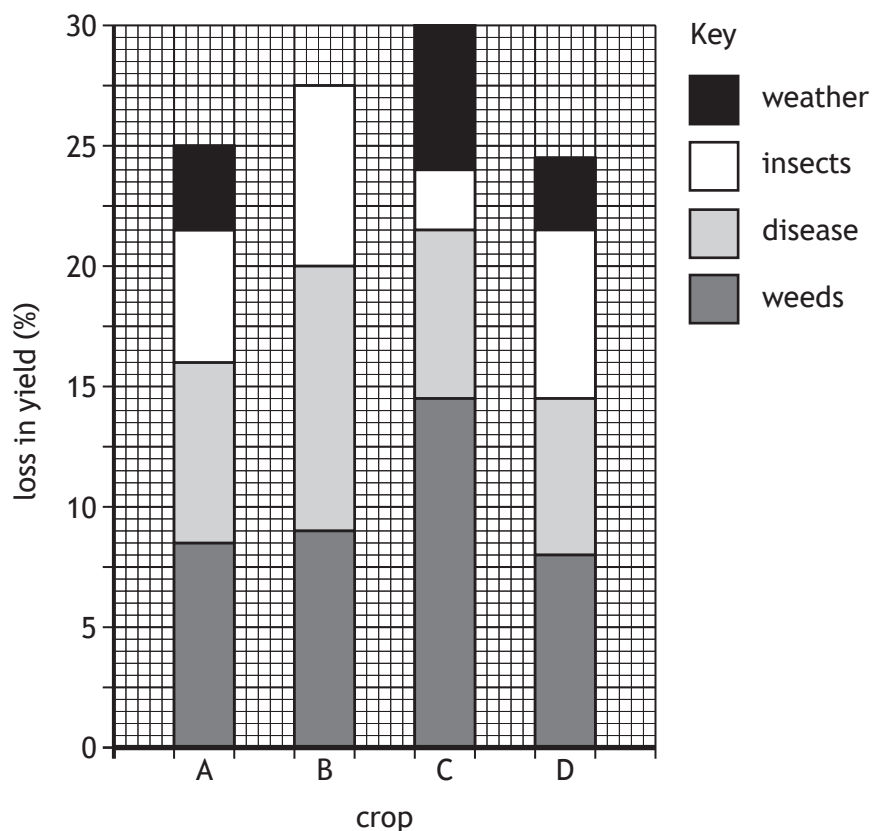 30
25
20
15
10
5
0
loss in yield (%)
A B C D
crop
Key
weather
insects
disease
weeds